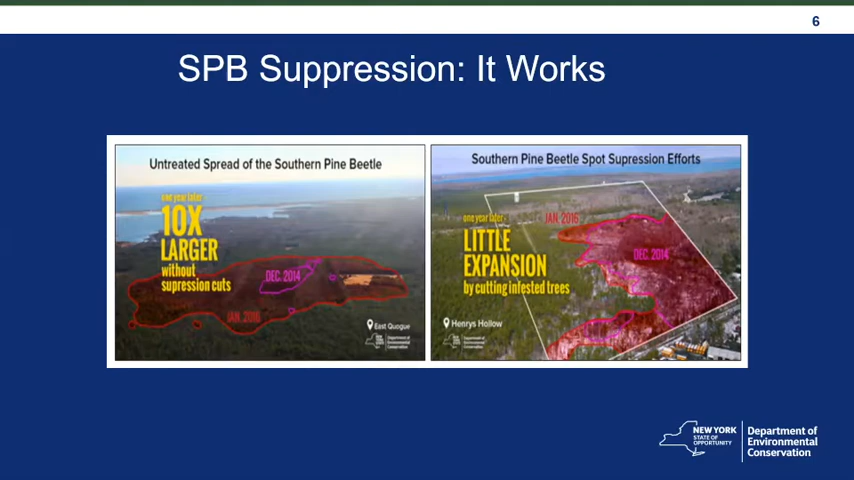 6
SPB Suppression: It Works
Untreated Spread of the Southern Pine Beetle
one year later
10X
LARGER
without
supression cuts
DEC. 2014
JAN. 2016
East Quogue
Southern Pine Beetle Spot Supression Efforts
one year later
LITTLE
EXPANSION
by cutting infested trees
JAN. 2016
DEC. 2014
Henrys Hollow
NEW YORK
STATE OF
OPPORTUNITY
Department of
Environmental
Conservation